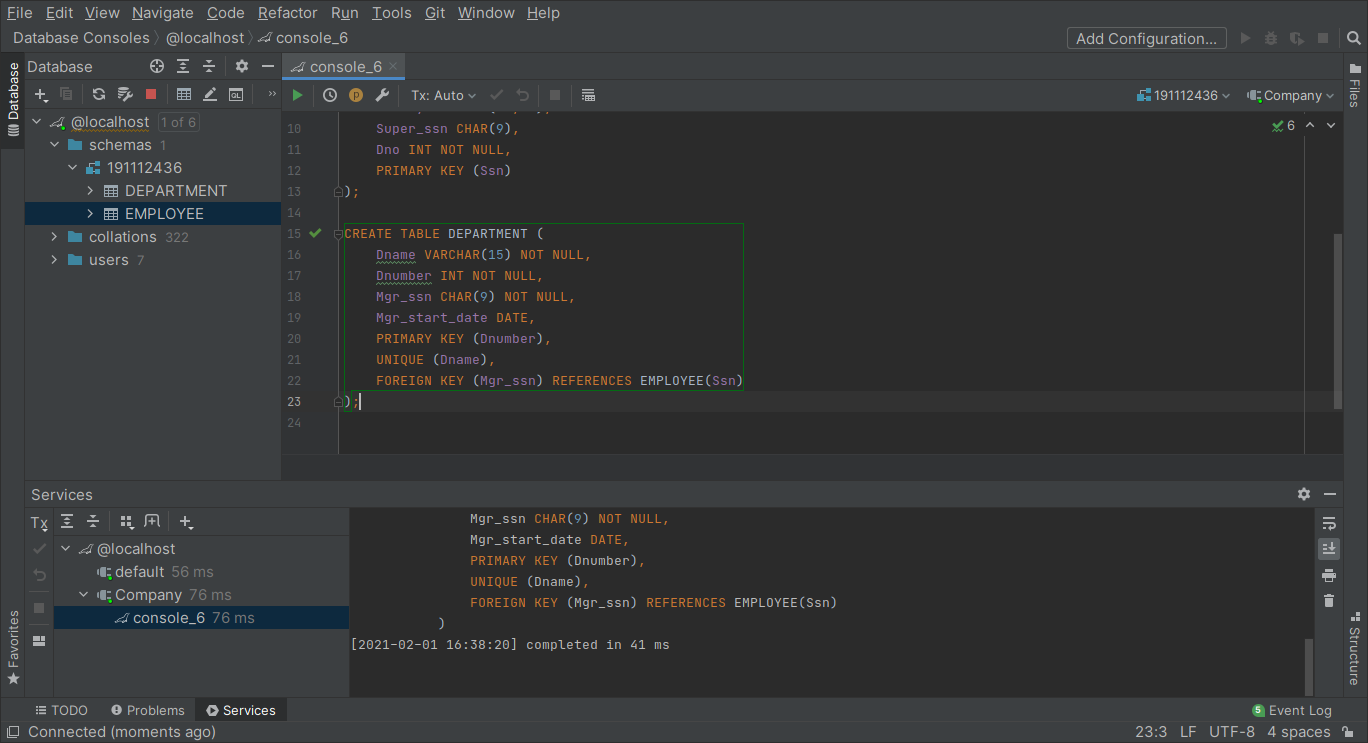 File Edit View Navigate Code Refactor Run Tools Git Window Help
Database Consoles @localhost console_6 Add Configuration...
Database console_6
Tx: Auto 191112436 Company
@localhost 1 of 6
schemas 1
191112436
DEPARTMENT
EMPLOYEE
collations 322
users 7
6
10 Super_ssn CHAR(9),
11 Dno INT NOT NULL,
12 PRIMARY KEY (Ssn)
13 );
14
15 CREATE TABLE DEPARTMENT (
16 Dname VARCHAR(15) NOT NULL,
17 Dnumber INT NOT NULL,
18 Mgr_ssn CHAR(9) NOT NULL,
19 Mgr_start_date DATE,
20 PRIMARY KEY (Dnumber),
21 UNIQUE (Dname),
22 FOREIGN KEY (Mgr_ssn) REFERENCES EMPLOYEE(Ssn)
23 );
24
Services
Tx
@localhost
default 56 ms
Company 76 ms
console_6 76 ms
Mgr_ssn CHAR(9) NOT NULL,
Mgr_start_date DATE,
PRIMARY KEY (Dnumber),
UNIQUE (Dname),
FOREIGN KEY (Mgr_ssn) REFERENCES EMPLOYEE(Ssn)
)
[2021-02-01 16:38:20] completed in 41 ms
Database
Favorites
Files
Structure
TODO Problems Services 5 Event Log
Connected (moments ago) 23:3 LF UTF-8 4 spaces